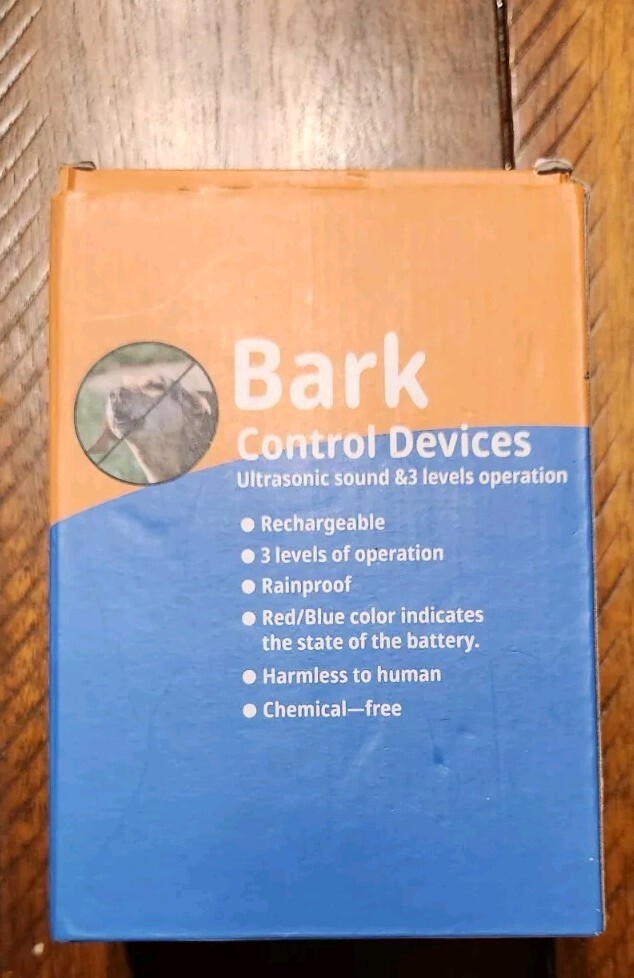 Bark
Control Devices
Ultrasonic sound &3 levels operation
● Rechargeable
● 3 levels of operation
● Rainproof
● Red/Blue color indicates
the state of the battery.
● Harmless to human
● Chemical—free